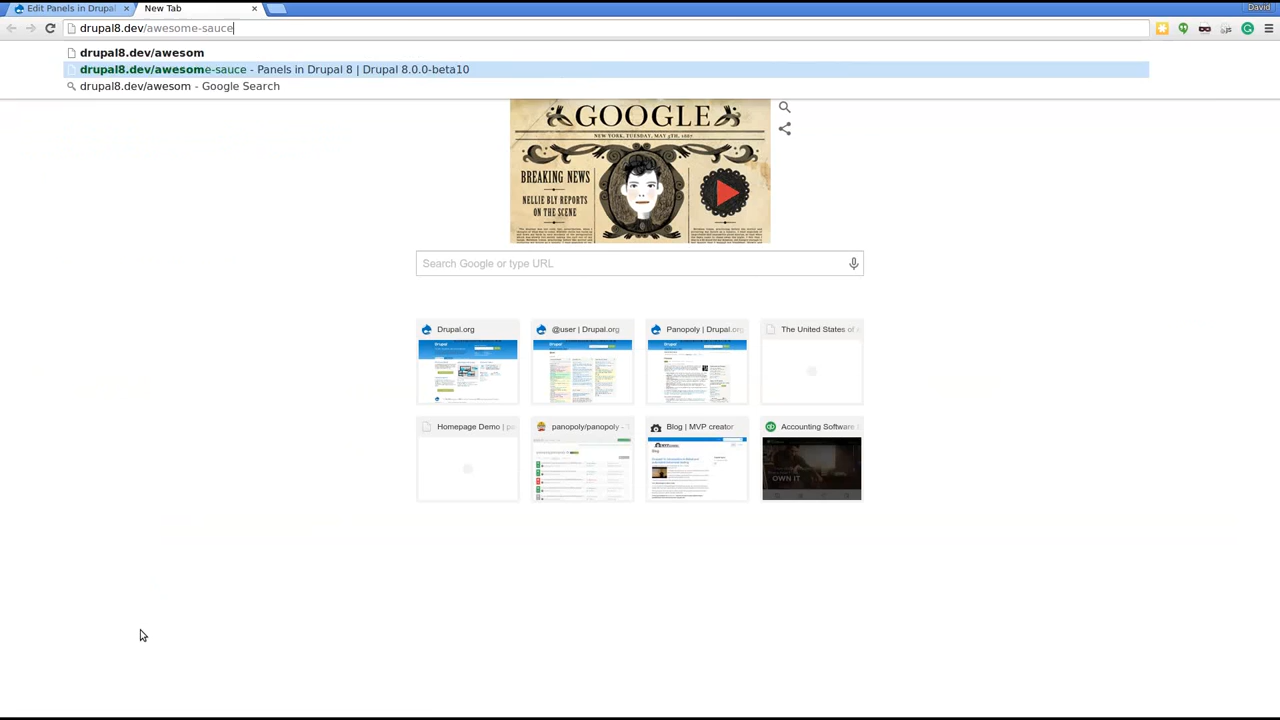 Edit Panels in Drupal
New Tab
David
drupal8.dev/awesome-sauce
drupal8.dev/awesom
drupal8.dev/awesome-sauce - Panels in Drupal 8 | Drupal 8.0.0-beta10
drupal8.dev/awesom - Google Search
GOOGLE
NEW YORK, TUESDAY, MAY 5TH, 1887
BREAKING NEWS
NELLIE BLY REPORTS
ON THE SCENE
Search Google or type URL
Drupal.org
@user | Drupal.org
Panopoly | Drupal.org
The United States of
Homepage Demo | pa
panopoly/panopoly -
Blog | MVP creator
Accounting Software
OWN IT